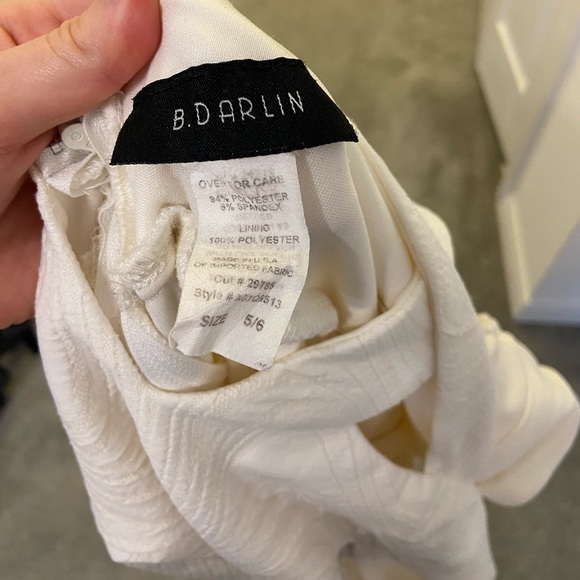 B.DARLIN
OVER FOR CARE
94% POLYESTER
6% SPANDEX
LINING
100% POLYESTER
MADE IN U.S.A
OF IMPORTED FABRIC
Cut # 29785
Style #
SIZE 5/6